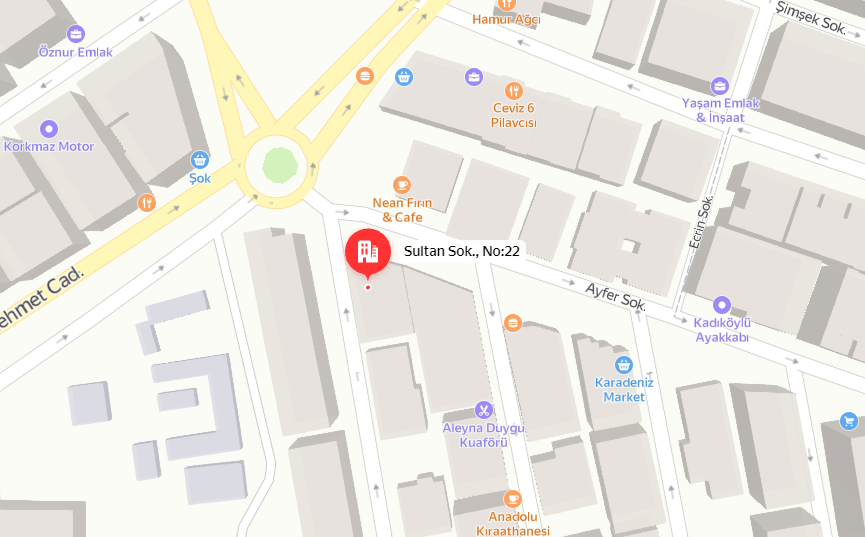 Hamur Ağcı
Şimşek Sok.
Öznur Emlak
Yaşam Emlak
& İnşaat
Ceviz 6
Pilavcısı
Korkmaz Motor
Şok
Nean Fırın
& Cafe
Ecrin Sok.
Sultan Sok., No:22
ehmet Cad.
Ayfer Sok.
Kadıköylü
Ayakkabı
Karadeniz
Market
Aleyna Duygu
Kuaförü
Anadolu
Kıraathanesi